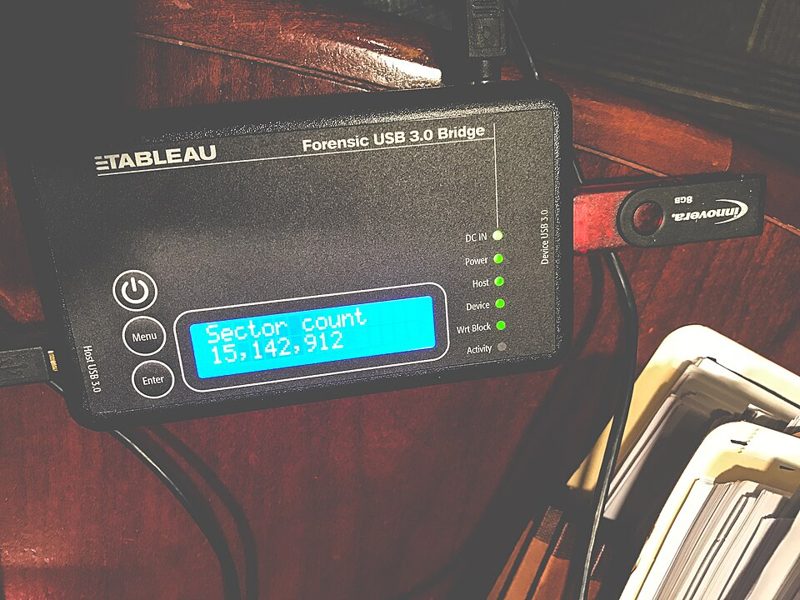 TABLEAU
Forensic USB 3.0 Bridge
DC IN
Power
Host
Device
Wrt Block
Activity
Device USB 3.0
Host USB 3.0
Menu
Enter
Sector count
15,142,912
innovera.
8GB